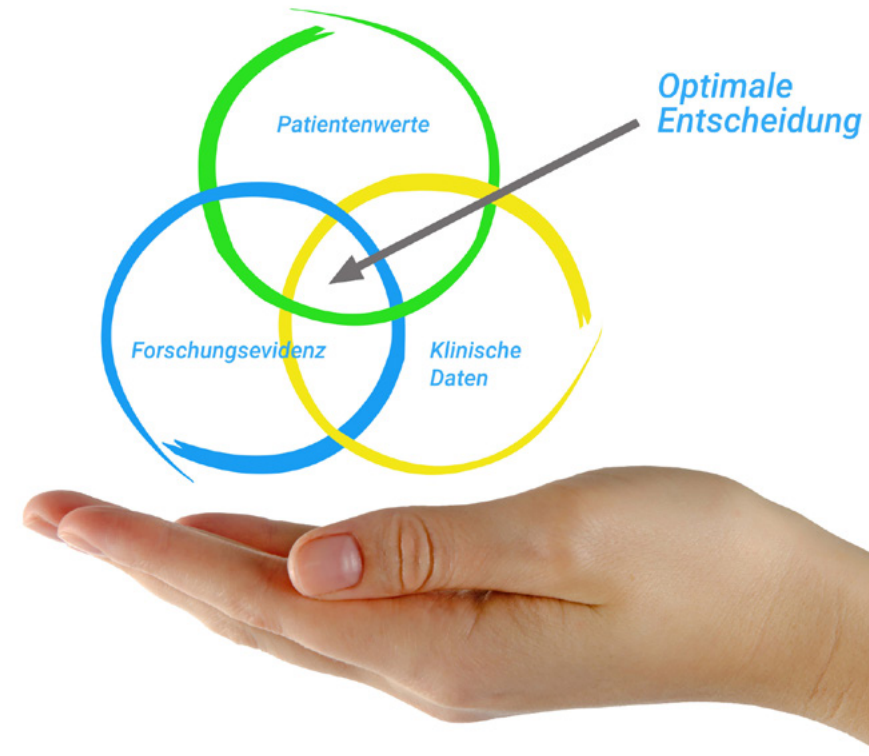 Patientenwerte
Optimale
Entscheidung
Forschungsevidenz
Klinische
Daten